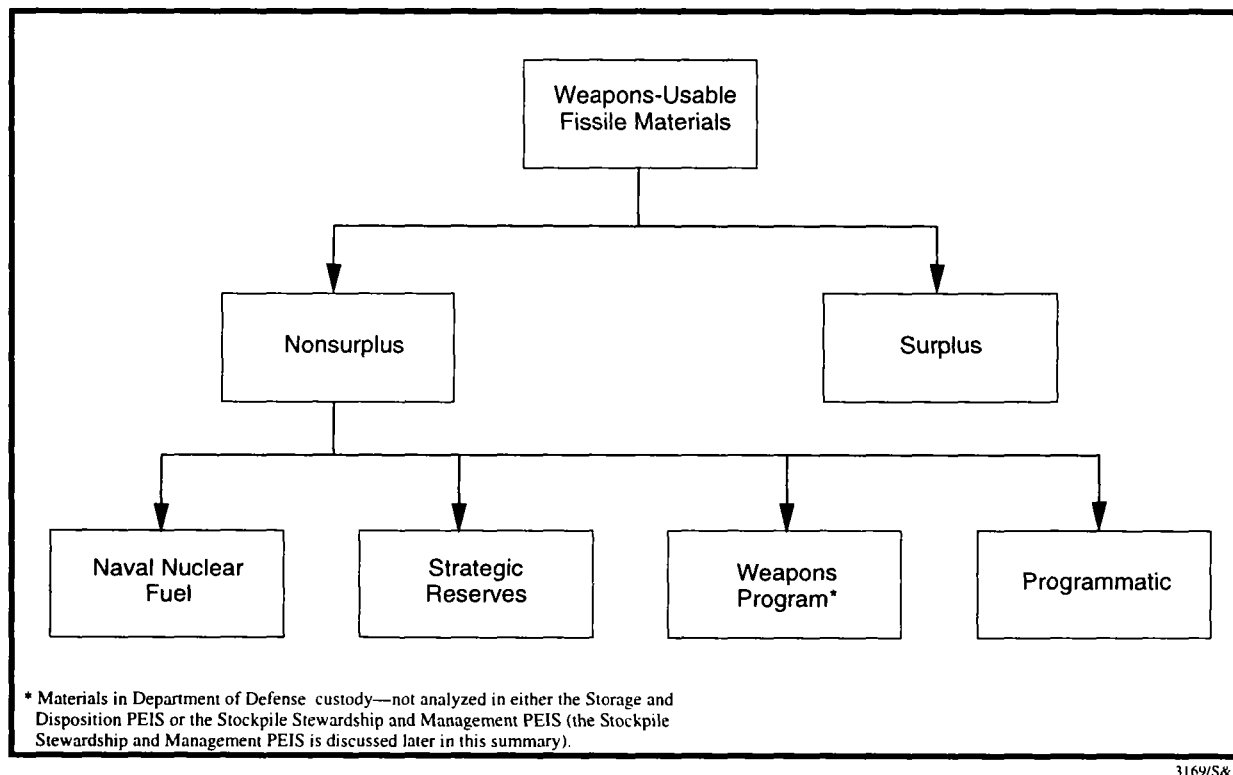 Weapons-Usable
Fissile Materials
Nonsurplus
Surplus
Naval Nuclear
Fuel
Strategic
Reserves
Weapons
Program*
Programmatic
* Materials in Department of Defense custody—not analyzed in either the Storage and
Disposition PEIS or the Stockpile Stewardship and Management PEIS (the Stockpile
Stewardship and Management PEIS is discussed later in this summary).
3169/S&